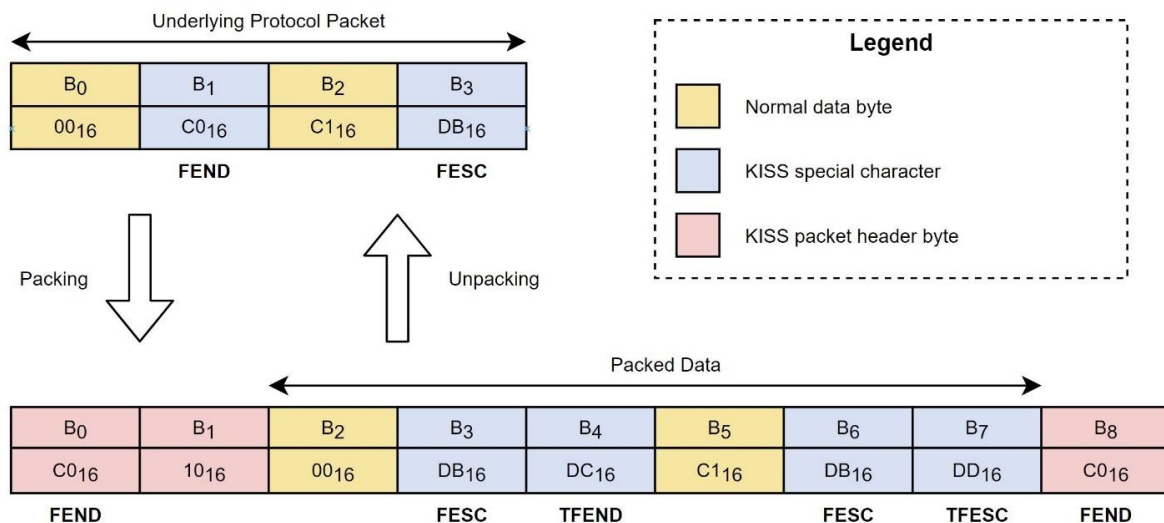 Underlying Protocol Packet
B0 B1 B2 B3
0016 C016 C116 DB16
FEND FESC
Legend
Normal data byte
KISS special character
KISS packet header byte
Packing Unpacking
Packed Data
B0 B1 B2 B3 B4 B5 B6 B7 B8
C016 1016 0016 DB16 DC16 C116 DB16 DD16 C016
FEND FESC TFEND FESC TFESC FEND